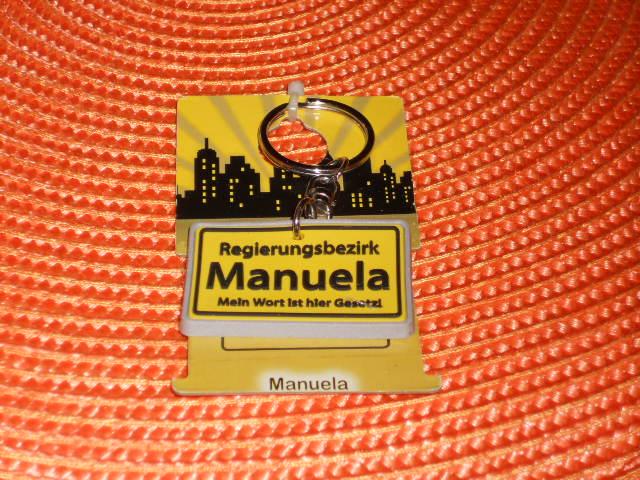 Regierungsbezirk
Manuela
Mein Wort ist hier Gesetz!
Manuela